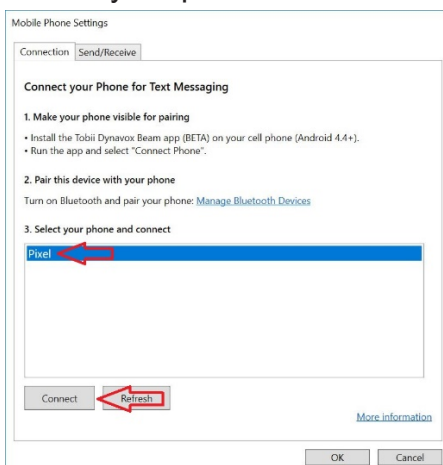 Mobile Phone Settings
Connection Send/Receive
Connect your Phone for Text Messaging
1. Make your phone visible for pairing
• Install the Tobii Dynavox Beam app (BETA) on your cell phone (Android 4.4+).
• Run the app and select "Connect Phone".
2. Pair this device with your phone
Turn on Bluetooth and pair your phone: Manage Bluetooth Devices
3. Select your phone and connect
Pixel
Connect Refresh
More information
OK Cancel